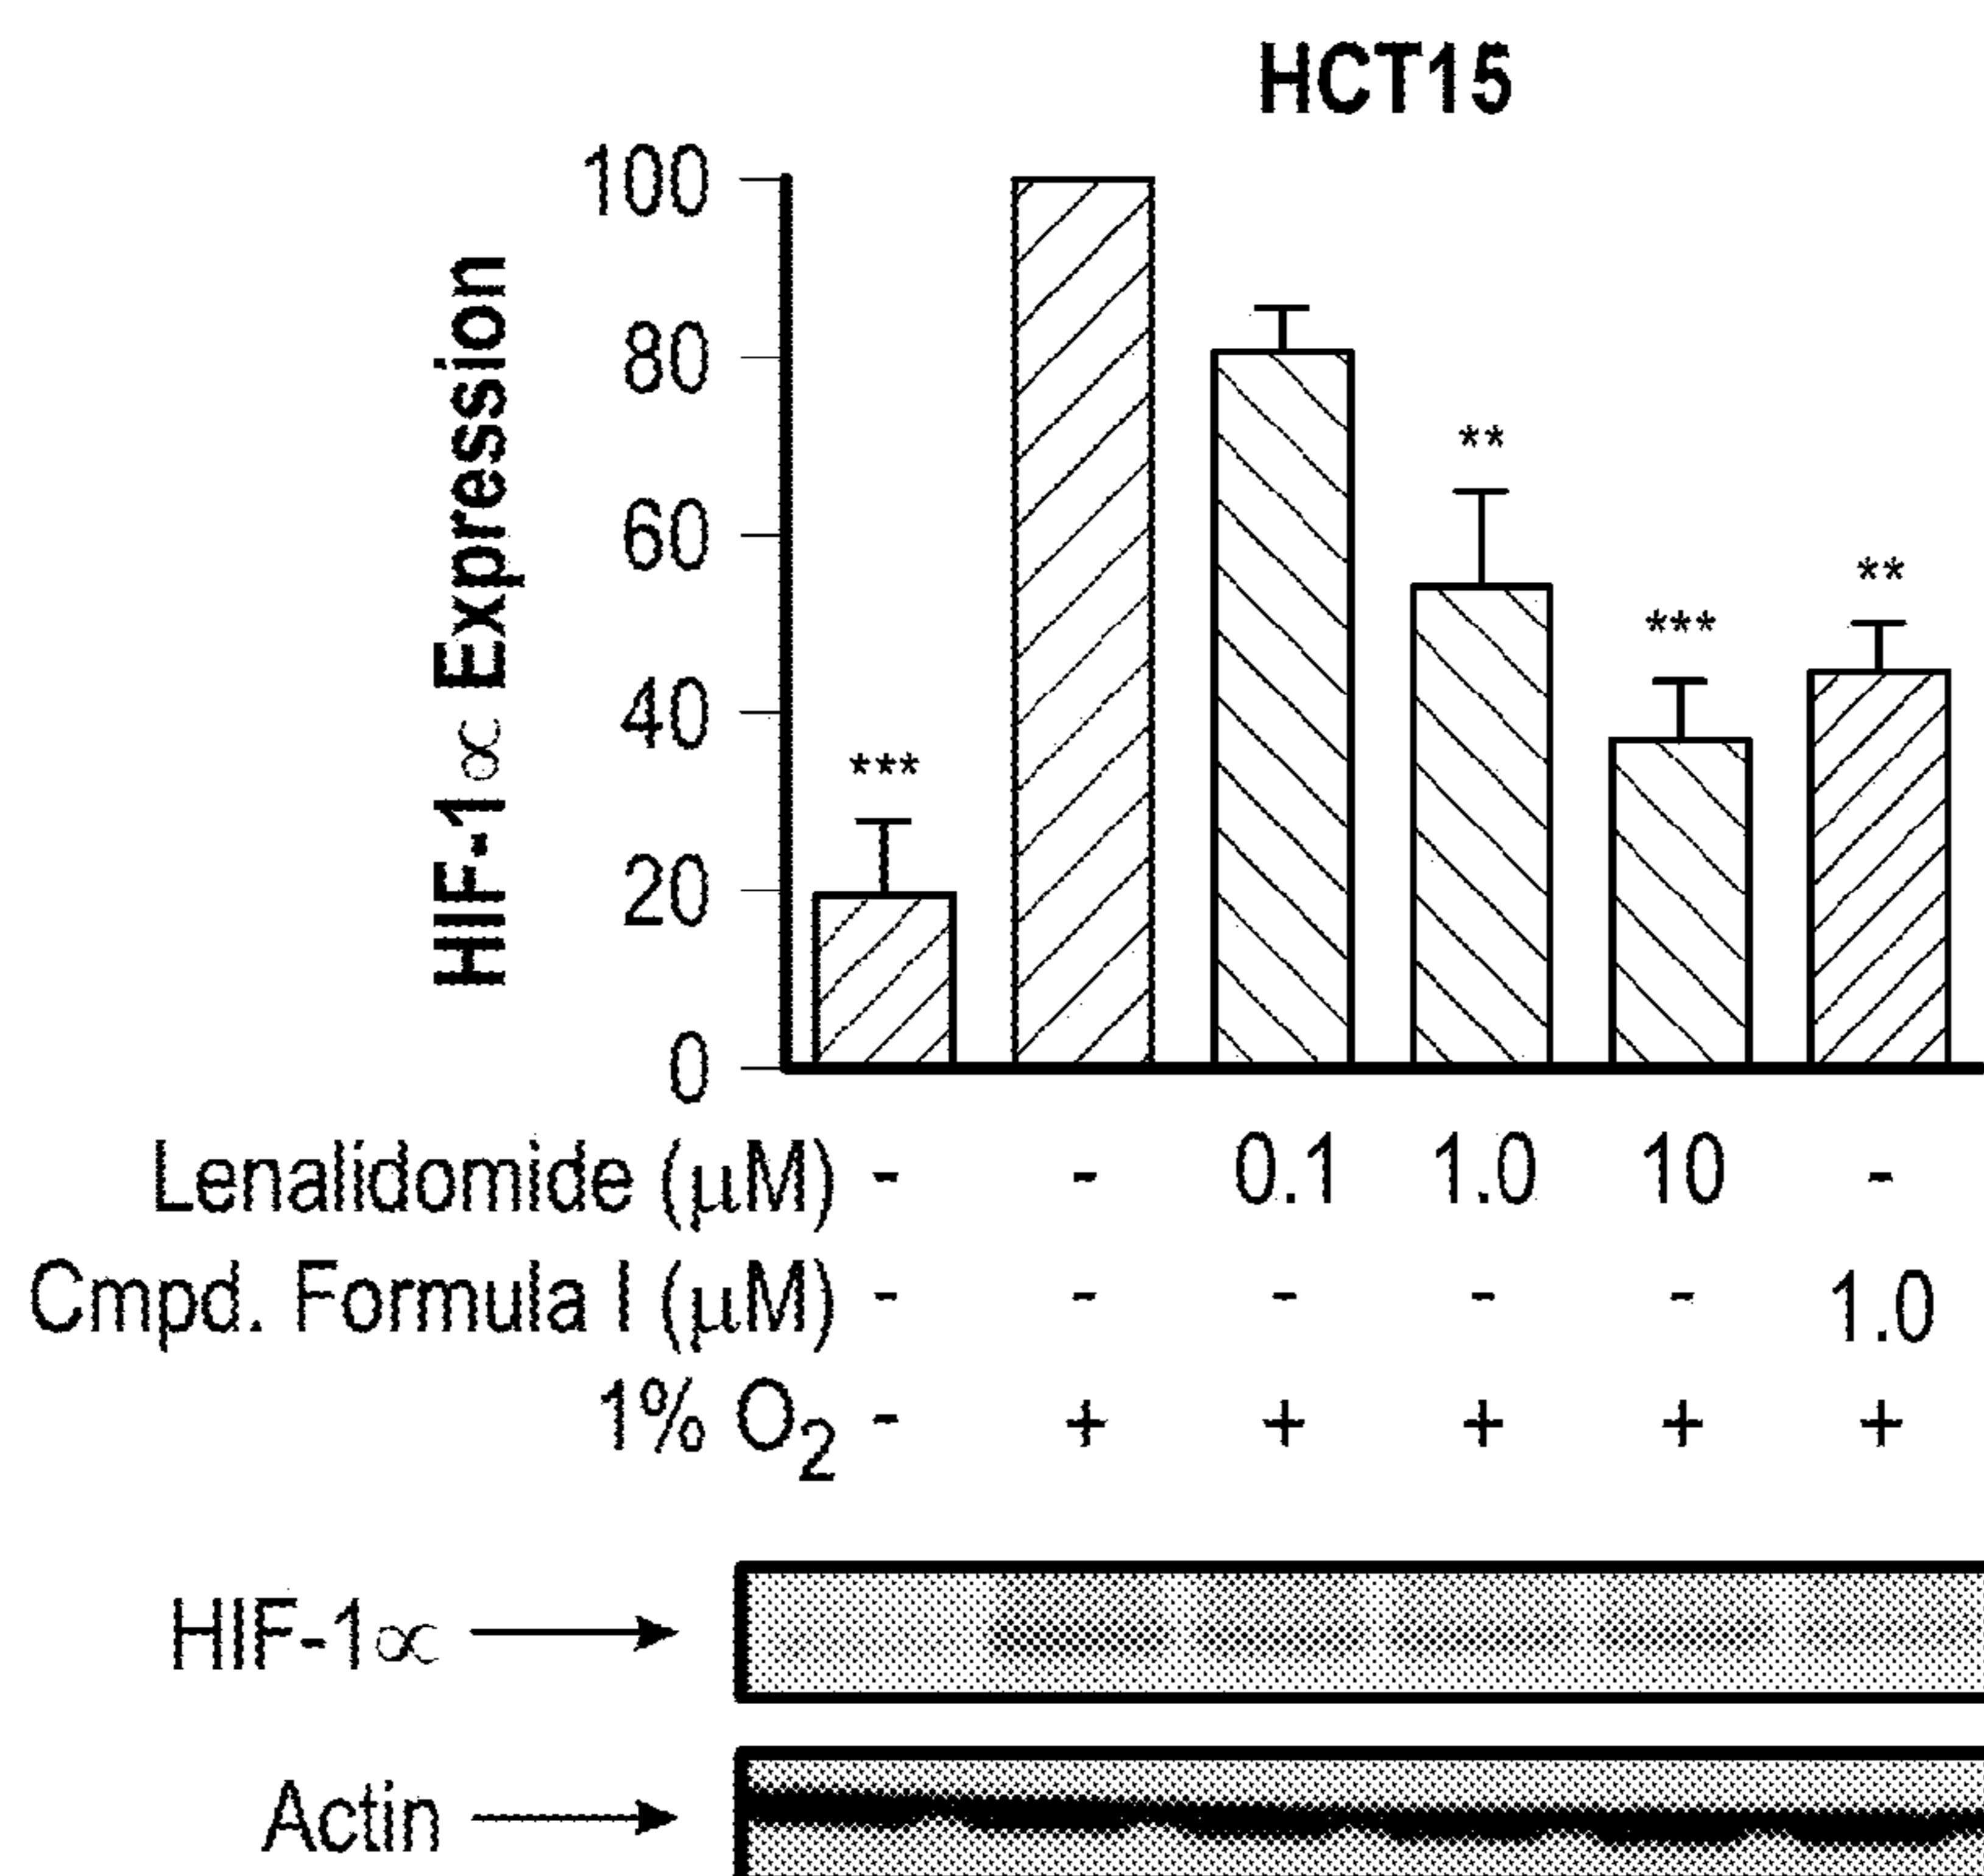 HCT15
HIF-1∝ Expression
100
80
60
40
20
0
***
**
***
**
Lenalidomide (μM) - - 0.1 1.0 10 -
Cmpd. Formula I (μM) - - - - - 1.0
1% O₂ - + + + + +
HIF-1∝
Actin